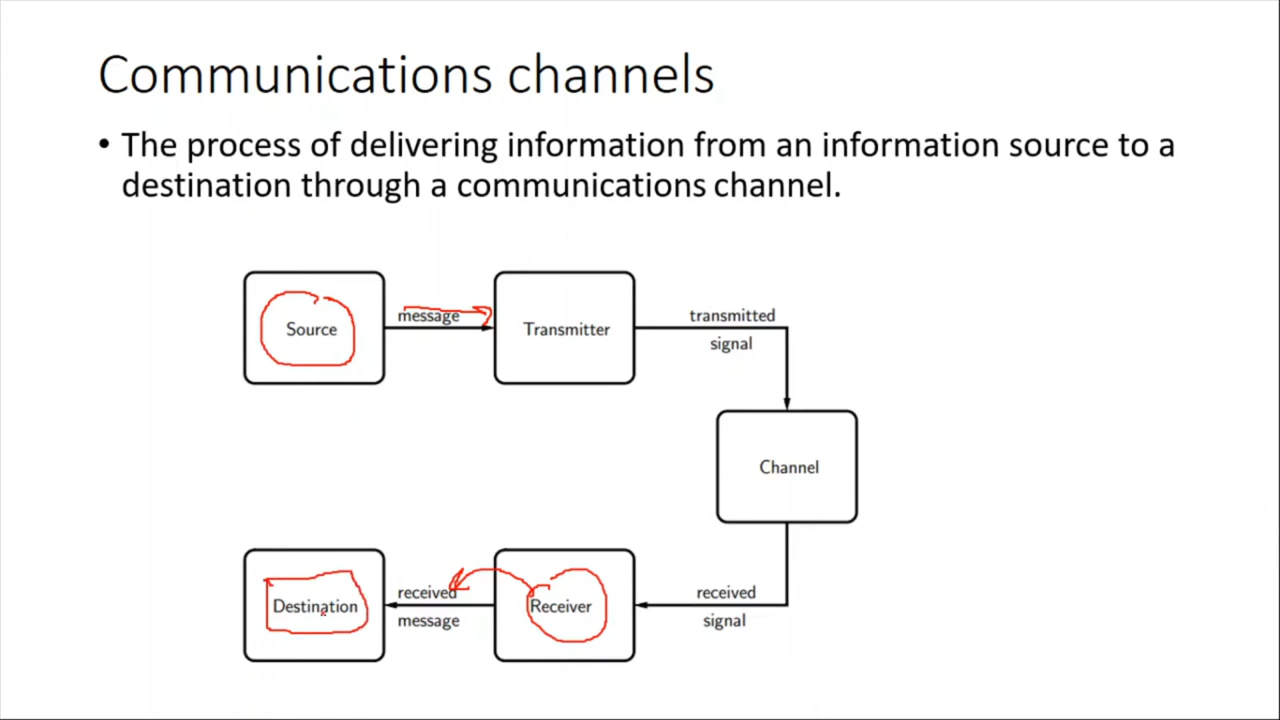 Communications channels
• The process of delivering information from an information source to a
destination through a communications channel.
Source
message
Transmitter
transmitted
signal
Channel
received
signal
Receiver
received
message
Destination